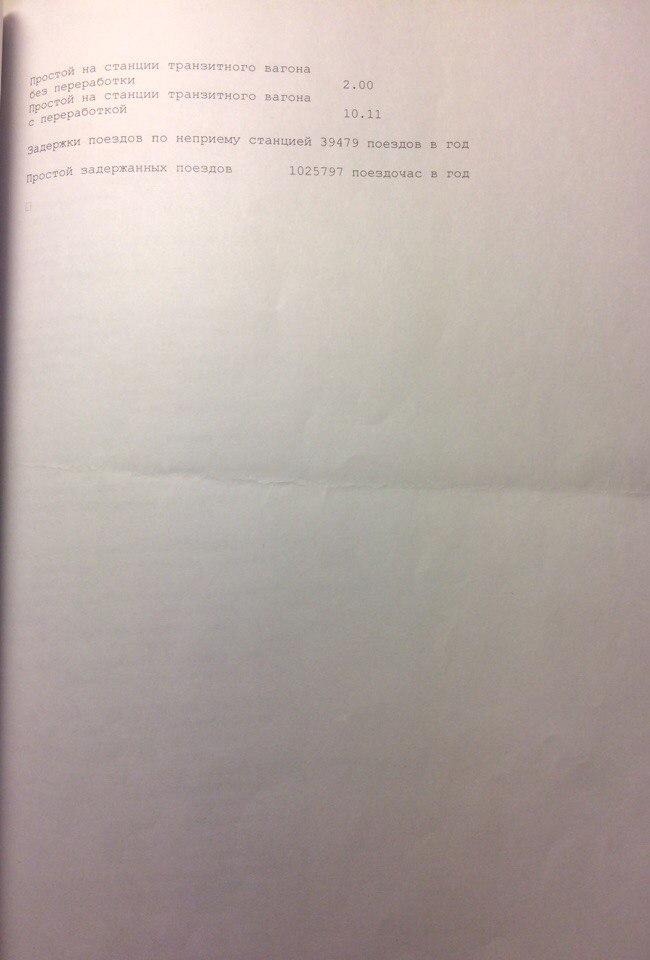 Простой на станции транзитного вагона
без переработки 2.00
Простой на станции транзитного вагона
с переработкой 10.11
Задержки поездов по неприему станцией 39479 поездов в год
Простой задержанных поездов 1025797 поездочас в год